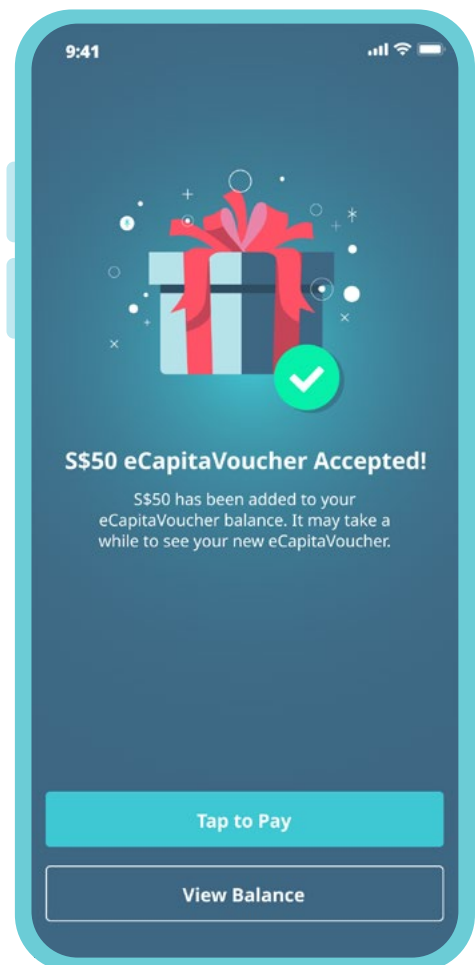 9:41
S$50 eCapitaVoucher Accepted!
S$50 has been added to your
eCapitaVoucher balance. It may take a
while to see your new eCapitaVoucher.
Tap to Pay
View Balance